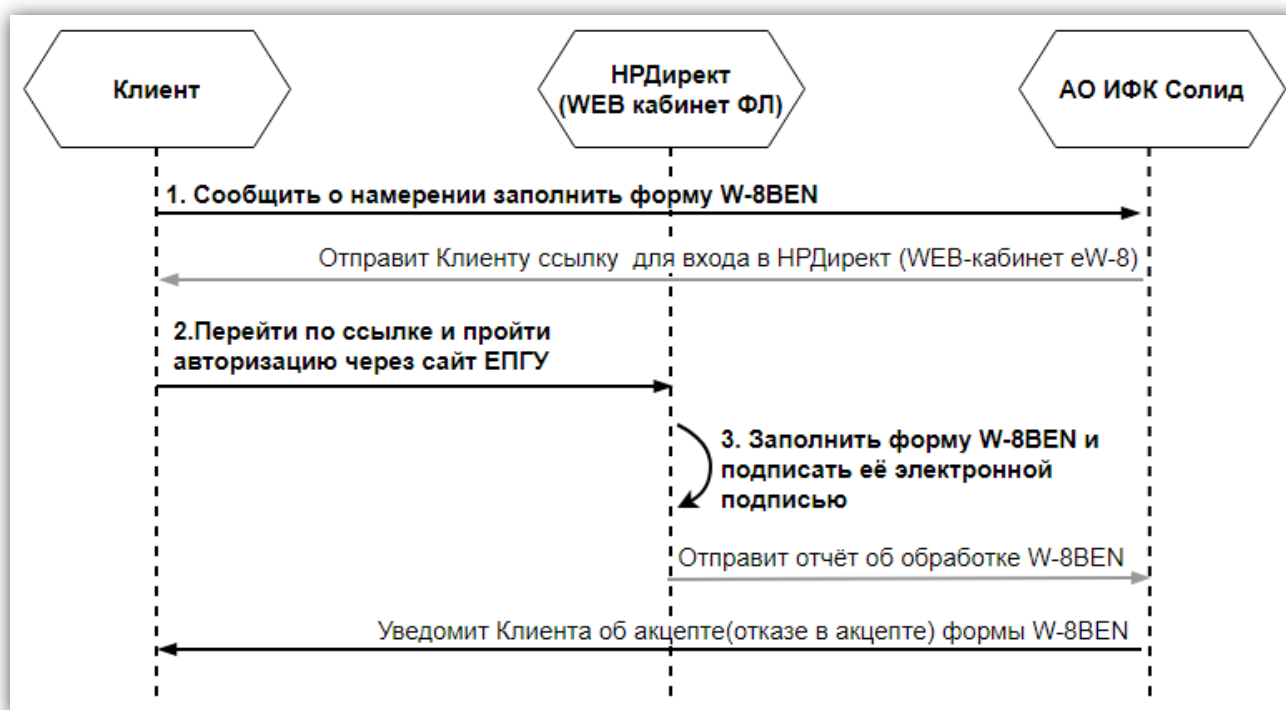 Клиент
НРДирект
(WEB кабинет ФЛ)
АО ИФК Солид
1. Сообщить о намерении заполнить форму W-8BEN
Отправит Клиенту ссылку для входа в НРДирект (WEB-кабинет eW-8)
2.Перейти по ссылке и пройти
авторизацию через сайт ЕПГУ
3. Заполнить форму W-8BEN и
подписать её электронной
подписью
Отправит отчёт об обработке W-8BEN
Уведомит Клиента об акцепте(отказе в акцепте) формы W-8BEN